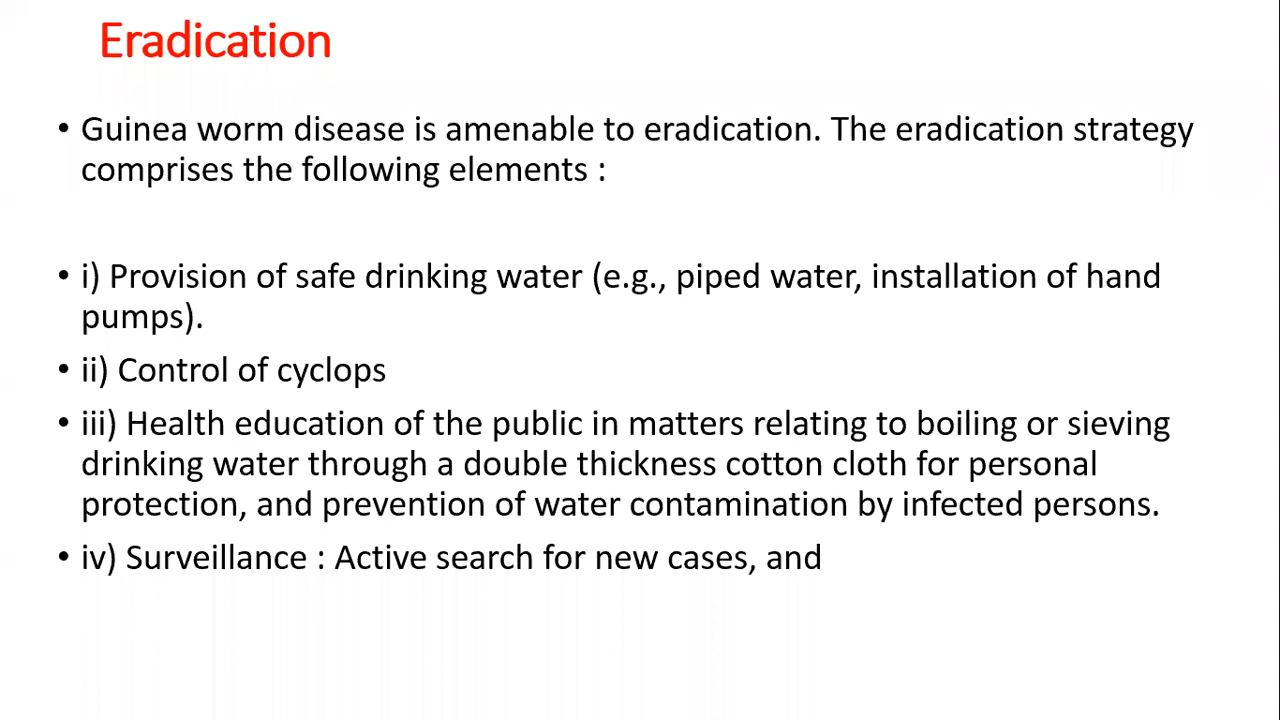 Eradication
• Guinea worm disease is amenable to eradication. The eradication strategy
comprises the following elements :
• i) Provision of safe drinking water (e.g., piped water, installation of hand
pumps).
• ii) Control of cyclops
• iii) Health education of the public in matters relating to boiling or sieving
drinking water through a double thickness cotton cloth for personal
protection, and prevention of water contamination by infected persons.
• iv) Surveillance : Active search for new cases, and